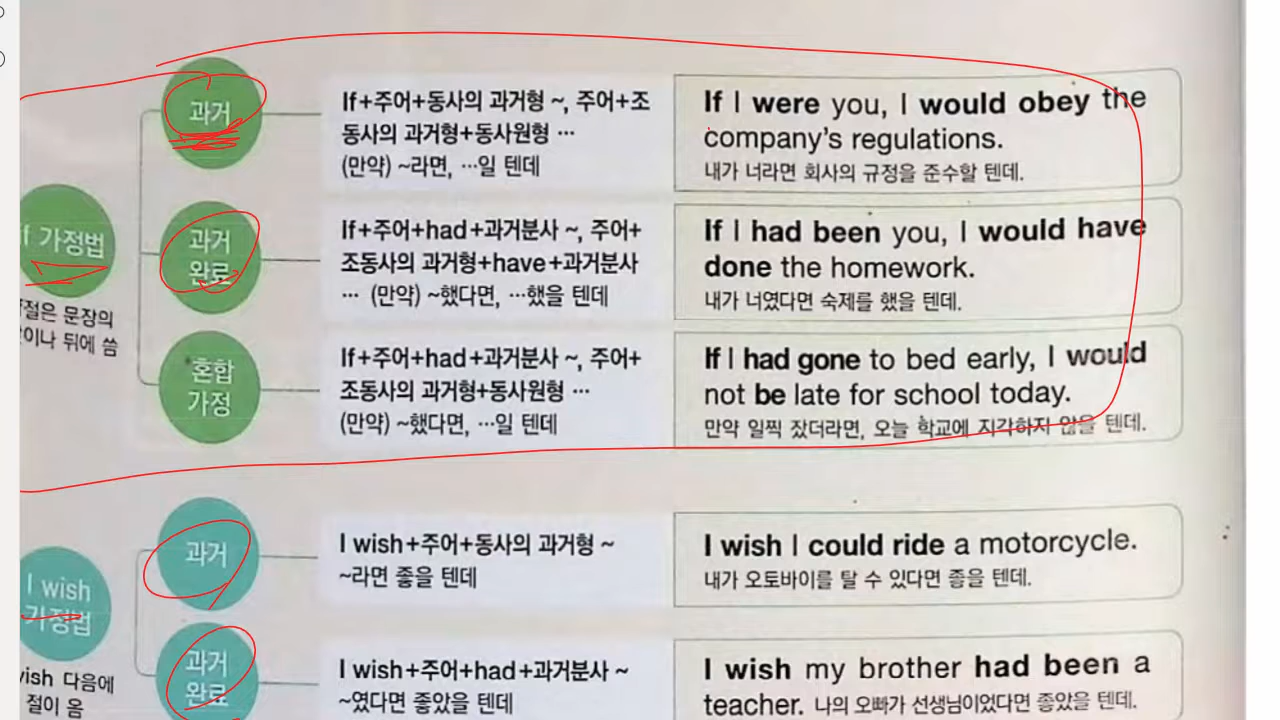 과거
If+주어+동사의 과거형 ~, 주어+조
동사의 과거형+동사원형 …
(만약) ~라면, …일 텐데
If I were you, I would obey the
company's regulations.
내가 너라면 회사의 규정을 준수할 텐데.
가정법
과거
완료
If+주어+had+과거분사 ~, 주어+
조동사의 과거형+have+과거분사
… (만약) ~했다면, …했을 텐데
If I had been you, I would have
done the homework.
내가 너였다면 숙제를 했을 텐데.
문장의
뒤에 씀
혼합
가정
If+주어+had+과거분사 ~, 주어+
조동사의 과거형+동사원형 …
(만약) ~했다면, …일 텐데
If I had gone to bed early, I would
not be late for school today.
만약 일찍 잤더라면, 오늘 학교에 지각하지 않을 텐데.
과거
I wish+주어+동사의 과거형 ~
~라면 좋을 텐데
I wish I could ride a motorcycle.
내가 오토바이를 탈 수 있다면 좋을 텐데.
I wish
가정법
다음에
절이 옴
과거
완료
I wish+주어+had+과거분사 ~
~였다면 좋았을 텐데
I wish my brother had been a
teacher. 나의 오빠가 선생님이었다면 좋았을 텐데.